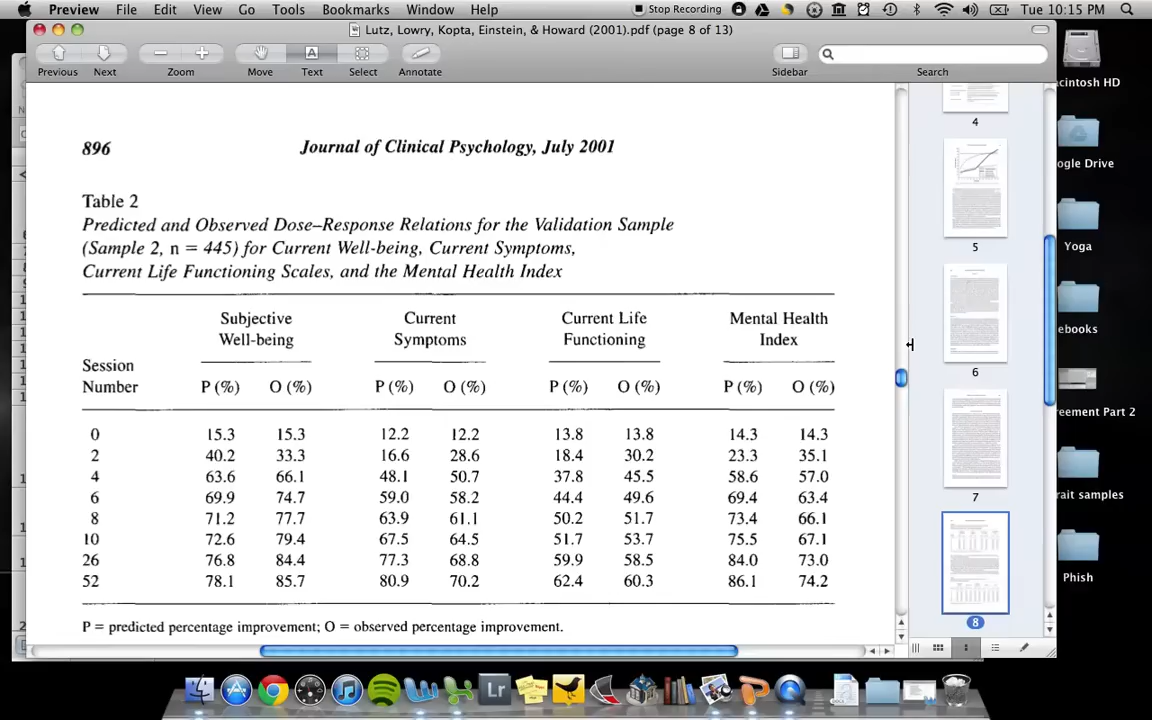 Preview File Edit View Go Tools Bookmarks Window Help Stop Recording Tue 10:15 PM
Lutz, Lowry, Kopta, Einstein, & Howard (2001).pdf (page 8 of 13)
Previous Next Zoom Move Text Select Annotate Sidebar Search
896 Journal of Clinical Psychology, July 2001
Table 2
Predicted and Observed Dose–Response Relations for the Validation Sample
(Sample 2, n = 445) for Current Well-being, Current Symptoms,
Current Life Functioning Scales, and the Mental Health Index
Subjective Current Current Life Mental Health
Well-being Symptoms Functioning Index
Session
Number P (%) O (%) P (%) O (%) P (%) O (%) P (%) O (%)
0 15.3 15.3 12.2 12.2 13.8 13.8 14.3 14.3
2 40.2 33.3 16.6 28.6 18.4 30.2 23.3 35.1
4 63.6 66.1 48.1 50.7 37.8 45.5 58.6 57.0
6 69.9 74.7 59.0 58.2 44.4 49.6 69.4 63.4
8 71.2 77.7 63.9 61.1 50.2 51.7 73.4 66.1
10 72.6 79.4 67.5 64.5 51.7 53.7 75.5 67.1
26 76.8 84.4 77.3 68.8 59.9 58.5 84.0 73.0
52 78.1 85.7 80.9 70.2 62.4 60.3 86.1 74.2
P = predicted percentage improvement; O = observed percentage improvement.
4
5
6
7
8
acintosh HD
ogle Drive
Yoga
ebooks
reement Part 2
rait samples
Phish
Lr